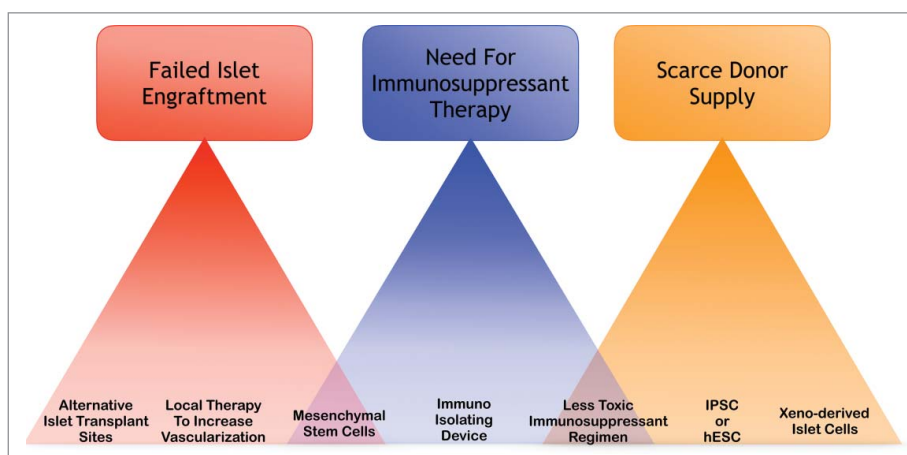 Failed Islet
Engraftment
Need For
Immunosuppressant
Therapy
Scarce Donor
Supply
Alternative
Islet Transplant
Sites
Local Therapy
To Increase
Vascularization
Mesenchymal
Stem Cells
Immuno
Isolating
Device
Less Toxic
Immunosuppressant
Regimen
IPSC
or
hESC
Xeno-derived
Islet Cells